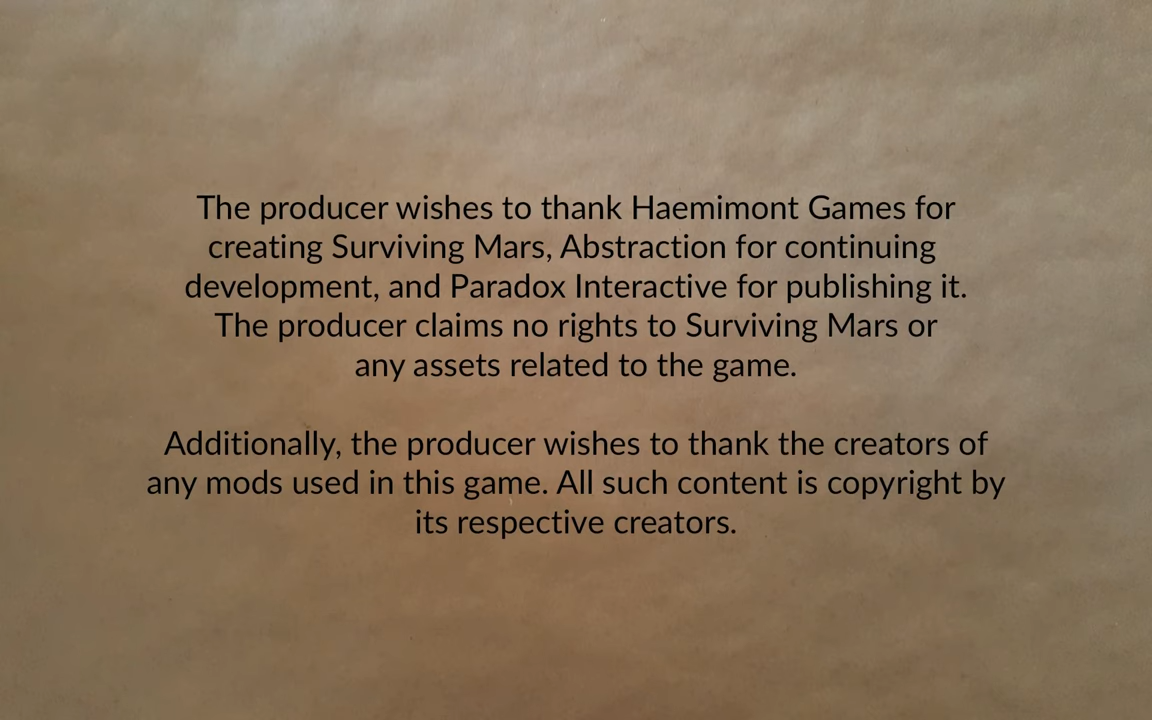 The producer wishes to thank Haemimont Games for
creating Surviving Mars, Abstraction for continuing
development, and Paradox Interactive for publishing it.
The producer claims no rights to Surviving Mars or
any assets related to the game.
Additionally, the producer wishes to thank the creators of
any mods used in this game. All such content is copyright by
its respective creators.